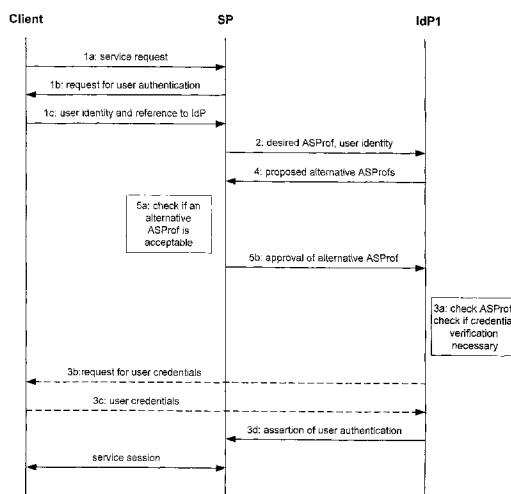 Client
SP
IdP1
1a: service request
1b: request for user authentication
1c: user identity and reference to IdP
2: desired ASProf, user identity
4: proposed alternative ASProfs
5a: check if an
alternative
ASProf is
acceptable
5b: approval of alternative ASProf
3a: check ASProf
check if credentia
verification
necessary
3b:request for user credentials
3c: user credentials
3d: assertion of user authentication
service session